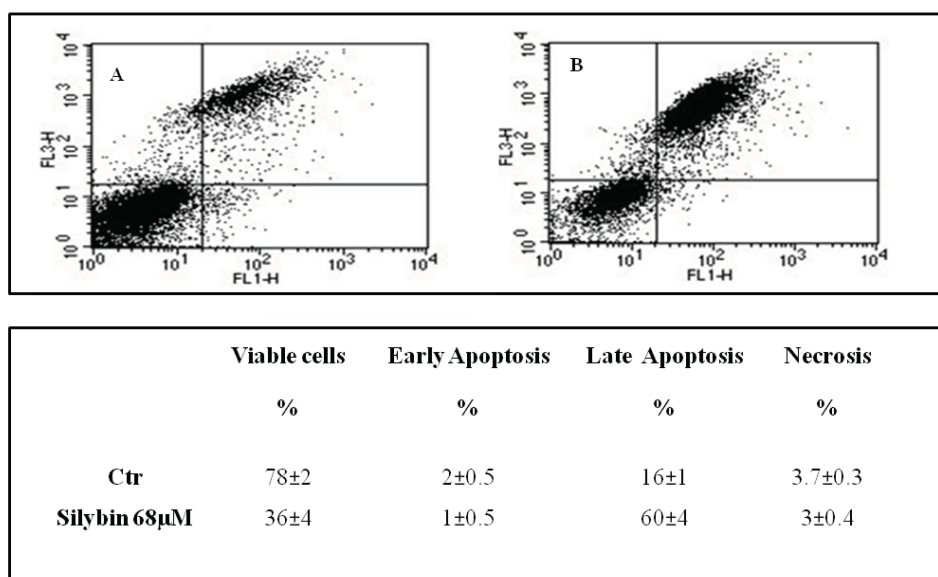 A
10^4
10^3
FL3-H
10^2
10^1
10^0
10^0 10^1 10^2 10^3 10^4
FL1-H
B
10^4
10^3
FL3-H
10^2
10^1
10^0
10^0 10^1 10^2 10^3 10^4
FL1-H
Viable cells Early Apoptosis Late Apoptosis Necrosis
% % % %
Ctr 78±2 2±0.5 16±1 3.7±0.3
Silybin 68µM 36±4 1±0.5 60±4 3±0.4